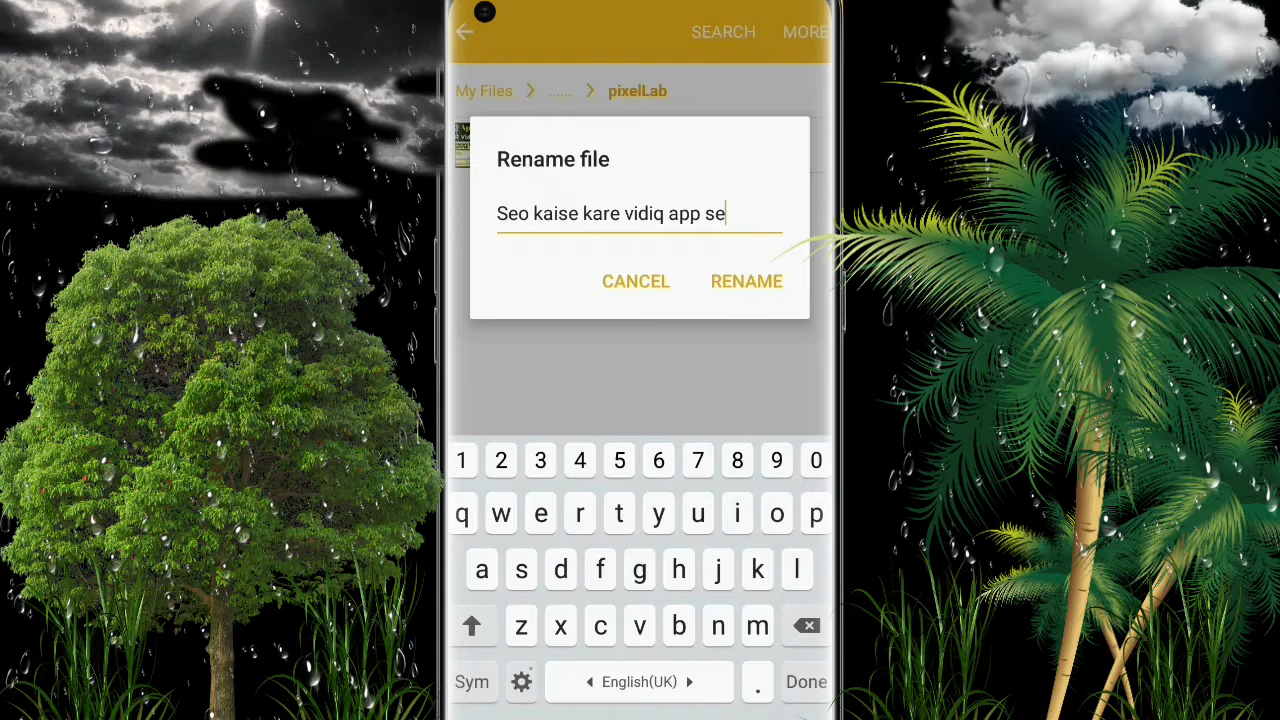 SEARCH MORE
My Files > ...... > pixelLab
Rename file
Seo kaise kare vidiq app se
CANCEL RENAME
1 2 3 4 5 6 7 8 9 0
q w e r t y u i o p
a s d f g h j k l
z x c v b n m
Sym English(UK) . Done